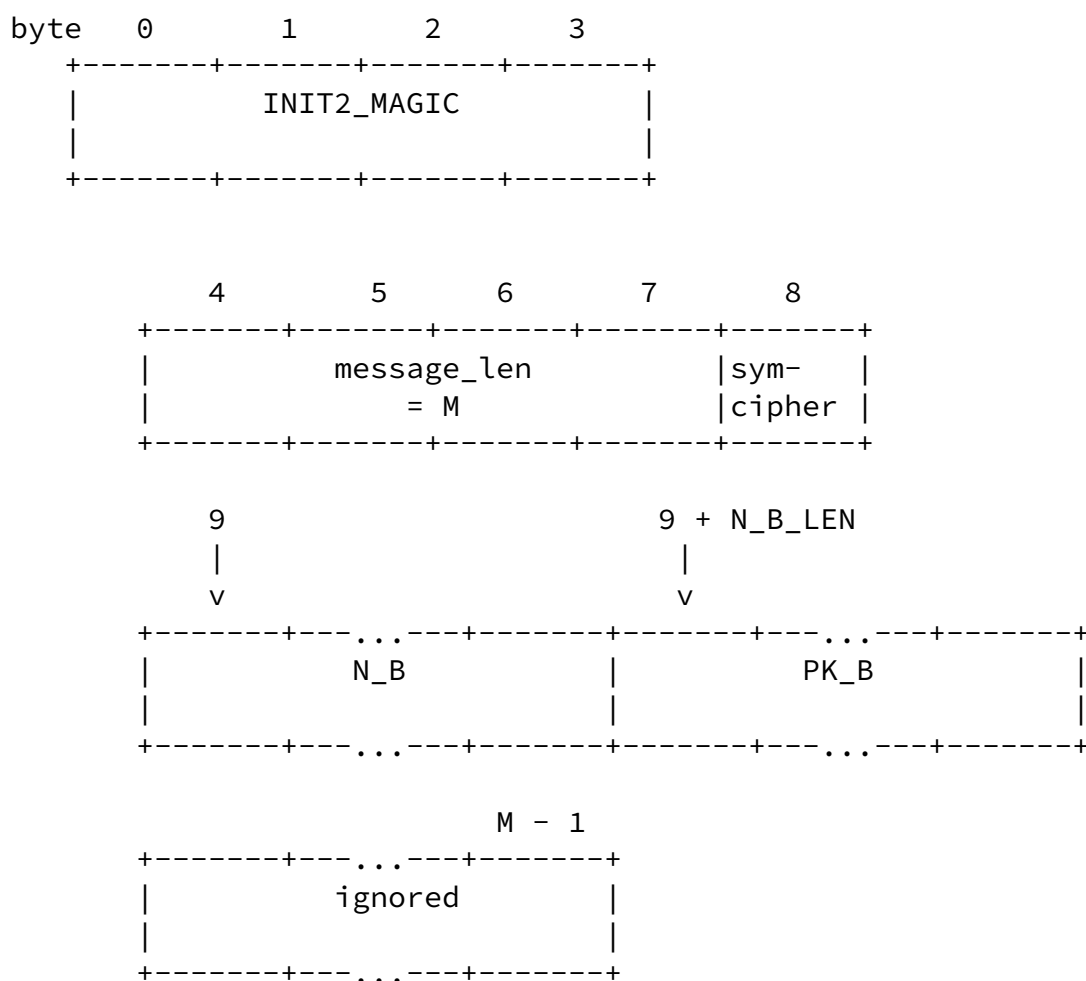 byte   0       1       2       3
   +-------+-------+-------+-------+
   |          INIT2_MAGIC          |
   |                               |
   +-------+-------+-------+-------+
           4       5       6       7       8
       +-------+-------+-------+-------+-------+
       |          message_len          |sym-   |
       |              = M              |cipher |
       +-------+-------+-------+-------+-------+
           9                        9 + N_B_LEN
           |                         |
           v                         v
       +-------+---...---+-------+-------+---...---+-------+
       |           N_B           |          PK_B           |
       |                         |                         |
       +-------+---...---+-------+-------+---...---+-------+
                           M - 1
       +-------+---...---+-------+
       |          ignored        |
       |                         |
       +-------+---...---+-------+